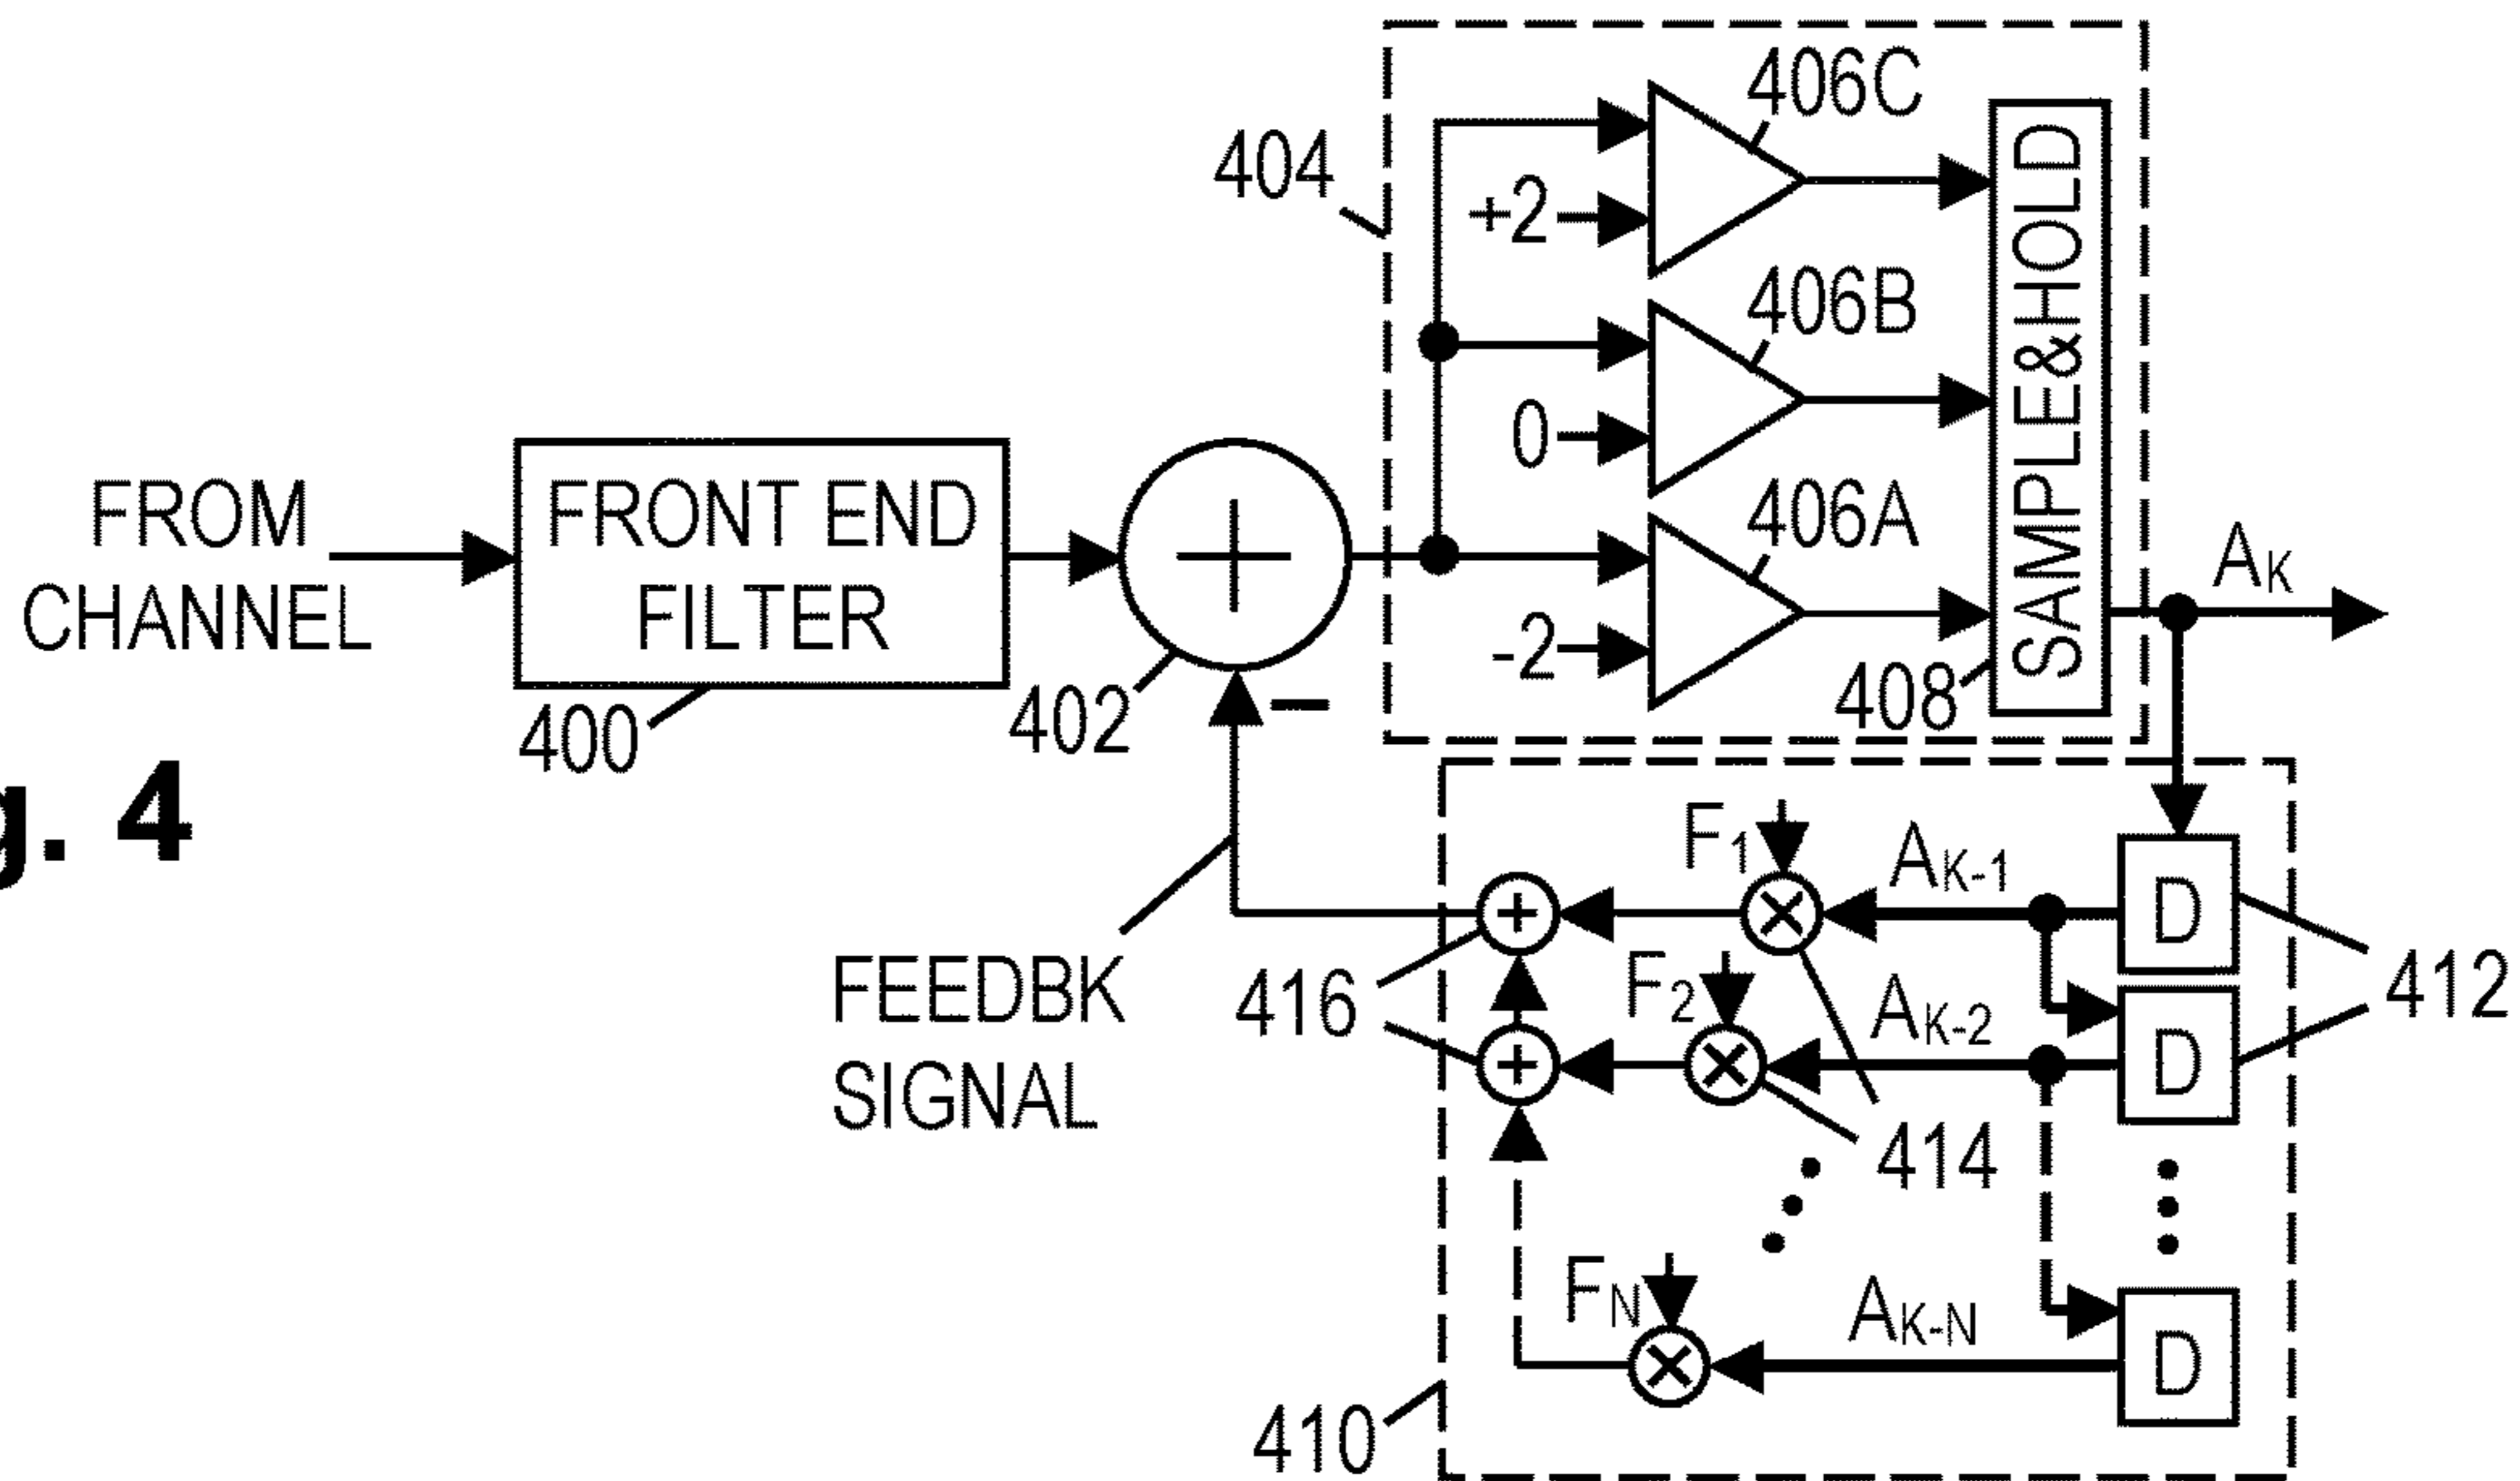 404
406C
+2
406B
0
406A
-2
SAMPLE&HOLD
408
AK
FROM
CHANNEL
FRONT END
FILTER
400
+
402
−
g. 4
FEEDBK
SIGNAL
F1
AK-1
D
412
416
+
×
F2
AK-2
D
+
×
414
FN
AK-N
D
×
410